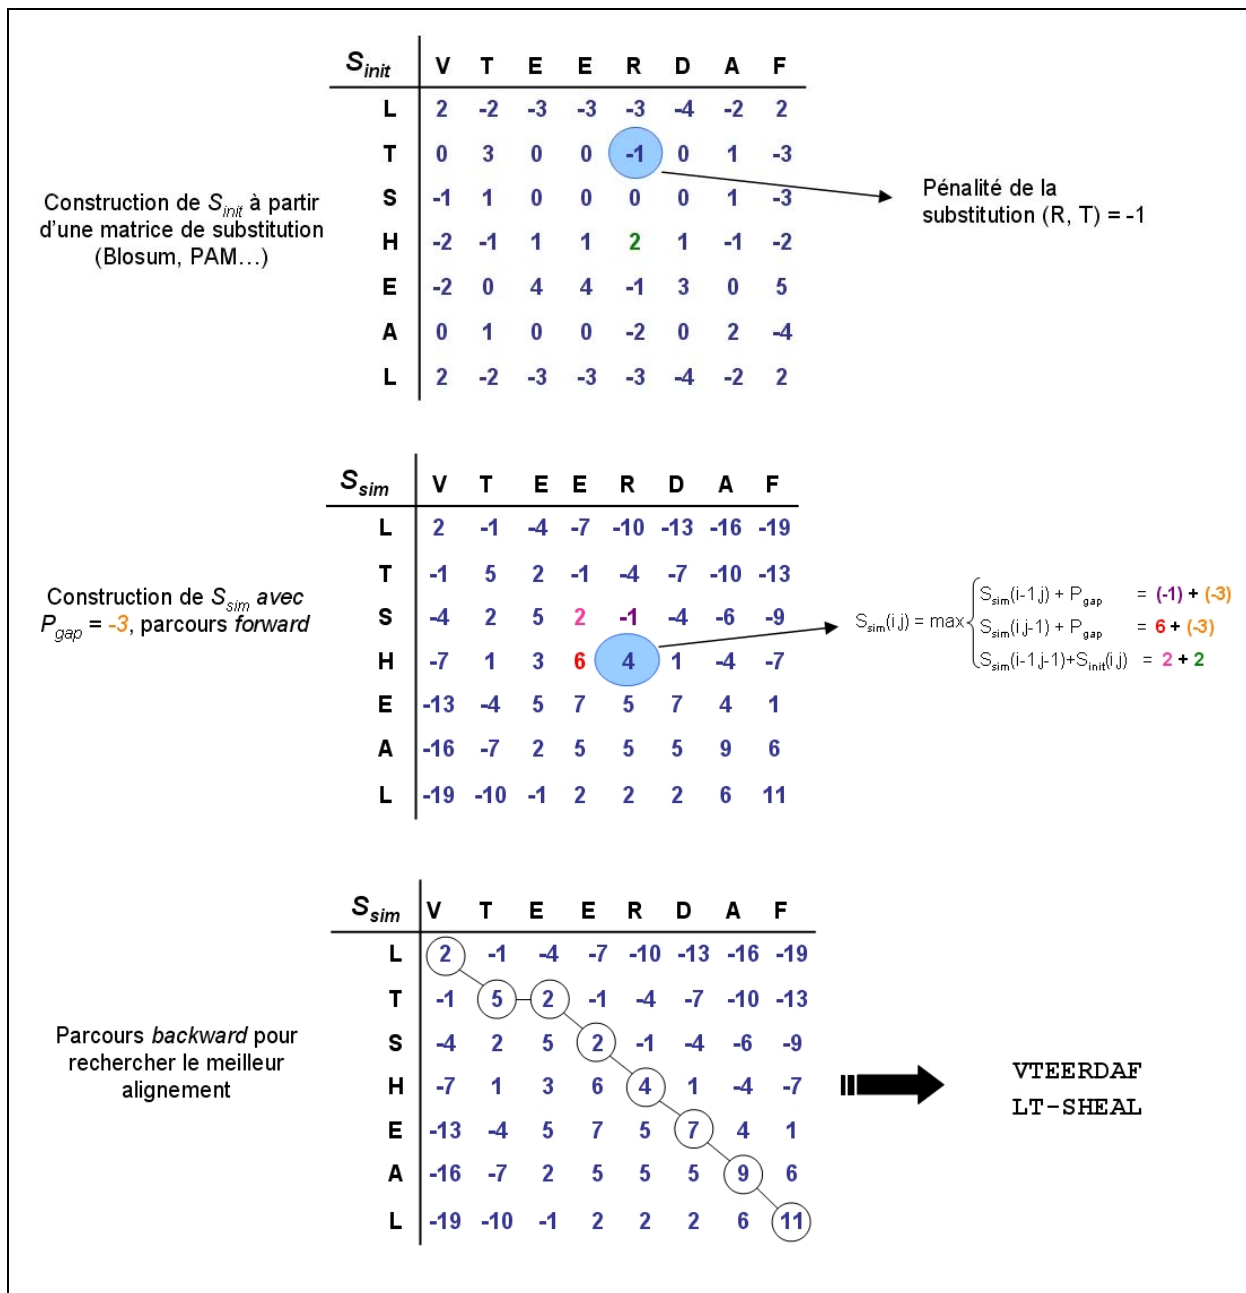 S_init V T E E R D A F
L 2 -2 -3 -3 -3 -4 -2 2
T 0 3 0 0 -1 0 1 -3
S -1 1 0 0 0 0 1 -3
H -2 -1 1 1 2 1 -1 -2
E -2 0 4 4 -1 3 0 5
A 0 1 0 0 -2 0 2 -4
L 2 -2 -3 -3 -3 -4 -2 2
Construction de S_init à partir
d'une matrice de substitution
(Blosum, PAM…)
Pénalité de la
substitution (R, T) = -1
S_sim V T E E R D A F
L 2 -1 -4 -7 -10 -13 -16 -19
T -1 5 2 -1 -4 -7 -10 -13
S -4 2 5 2 -1 -4 -6 -9
H -7 1 3 6 4 1 -4 -7
E -13 -4 5 7 5 7 4 1
A -16 -7 2 5 5 5 9 6
L -19 -10 -1 2 2 2 6 11
Construction de S_sim avec
P_gap = -3, parcours forward
S_sim(i-1,j) + P_gap = (-1) + (-3)
S_sim(i,j) = max S_sim(i,j-1) + P_gap = 6 + (-3)
S_sim(i-1,j-1)+S_init(i,j) = 2 + 2
S_sim V T E E R D A F
L 2 -1 -4 -7 -10 -13 -16 -19
T -1 5 2 -1 -4 -7 -10 -13
S -4 2 5 2 -1 -4 -6 -9
H -7 1 3 6 4 1 -4 -7
E -13 -4 5 7 5 7 4 1
A -16 -7 2 5 5 5 9 6
L -19 -10 -1 2 2 2 6 11
Parcours backward pour
rechercher le meilleur
alignement
VTEERDAF
LT-SHEAL